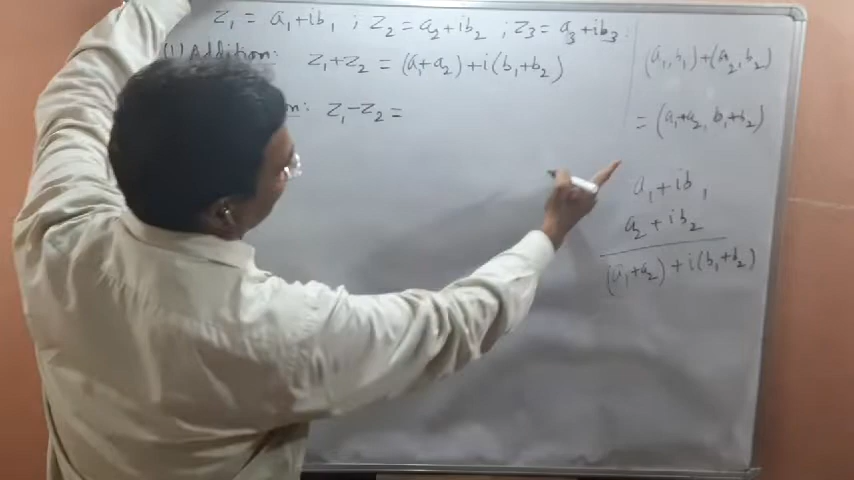 z₁ = a₁+ib₁ ; z₂ = a₂+ib₂ ; z₃ = a₃+ib₃.
(1) Addition: z₁+z₂ = (a₁+a₂)+i(b₁+b₂)
: z₁-z₂ =
(a₁,b₁)+(a₂,b₂)
= (a₁+a₂, b₁+b₂)
a₁+ib₁
a₂+ib₂
(a₁+a₂)+i(b₁+b₂)